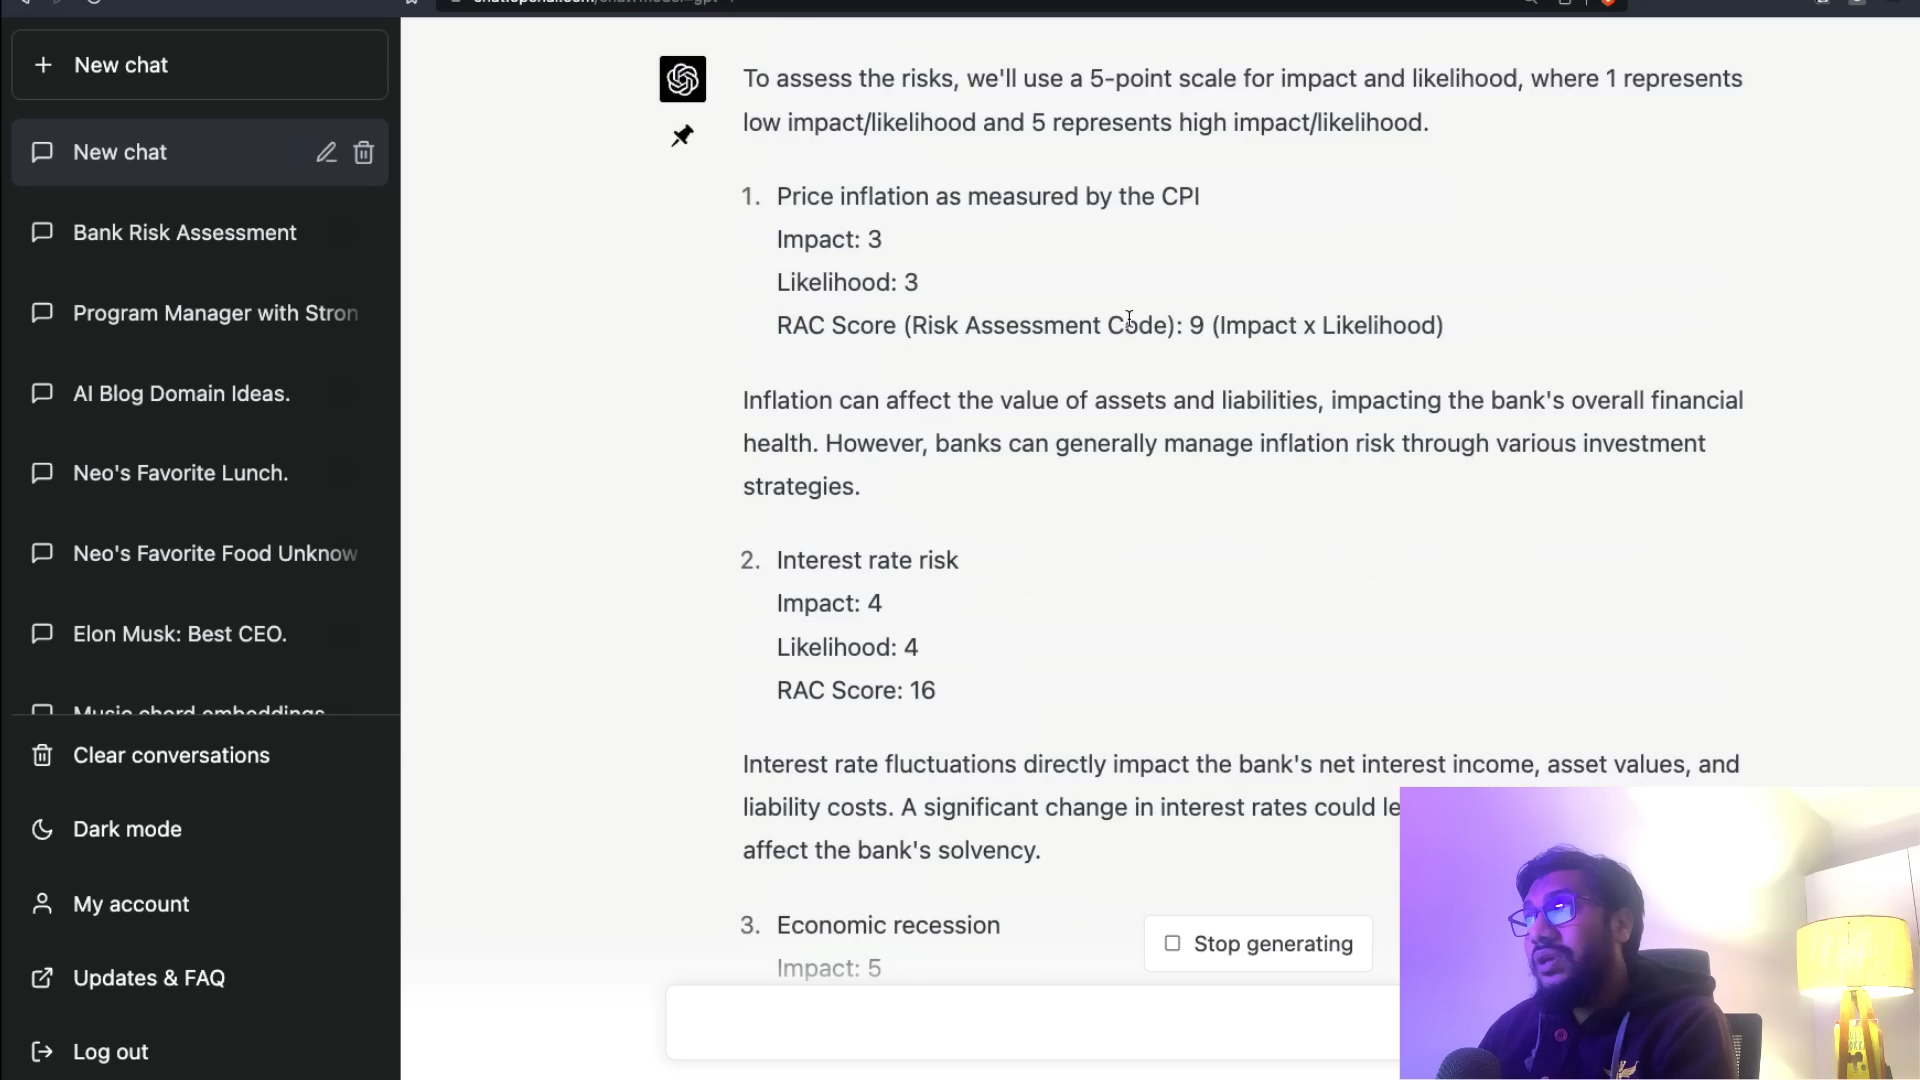 New chat
New chat
Bank Risk Assessment
Program Manager with Stron
AI Blog Domain Ideas.
Neo's Favorite Lunch.
Neo's Favorite Food Unknow
Elon Musk: Best CEO.
Music chord embeddings
Clear conversations
Dark mode
My account
Updates & FAQ
Log out
To assess the risks, we'll use a 5-point scale for impact and likelihood, where 1 represents
low impact/likelihood and 5 represents high impact/likelihood.
1. Price inflation as measured by the CPI
Impact: 3
Likelihood: 3
RAC Score (Risk Assessment Code): 9 (Impact x Likelihood)
Inflation can affect the value of assets and liabilities, impacting the bank's overall financial
health. However, banks can generally manage inflation risk through various investment
strategies.
2. Interest rate risk
Impact: 4
Likelihood: 4
RAC Score: 16
Interest rate fluctuations directly impact the bank's net interest income, asset values, and
liability costs. A significant change in interest rates could le
affect the bank's solvency.
3. Economic recession
Impact: 5
Stop generating